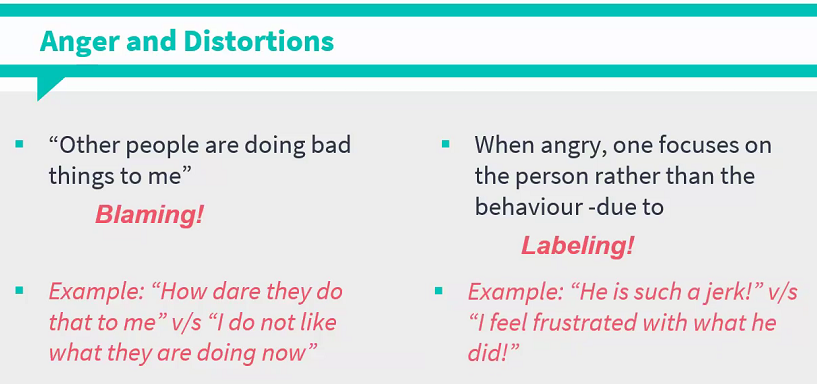 Anger and Distortions
▪ “Other people are doing bad
things to me”
Blaming!
▪ Example: “How dare they do
that to me” v/s “I do not like
what they are doing now”
▪ When angry, one focuses on
the person rather than the
behaviour -due to
Labeling!
▪ Example: “He is such a jerk!” v/s
“I feel frustrated with what he
did!”